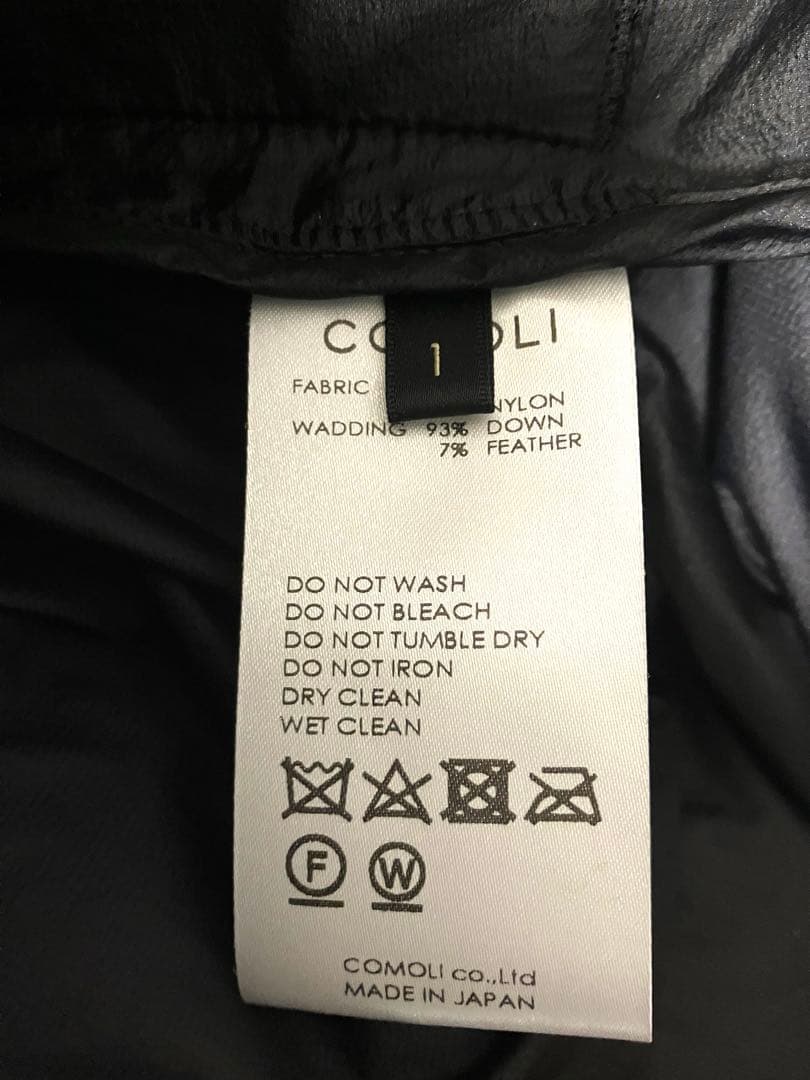 CO OLI
1
FABRIC NYLON
WADDING 93% DOWN
7% FEATHER
DO NOT WASH
DO NOT BLEACH
DO NOT TUMBLE DRY
DO NOT IRON
DRY CLEAN
WET CLEAN
F W
COMOLI co.,Ltd
MADE IN JAPAN